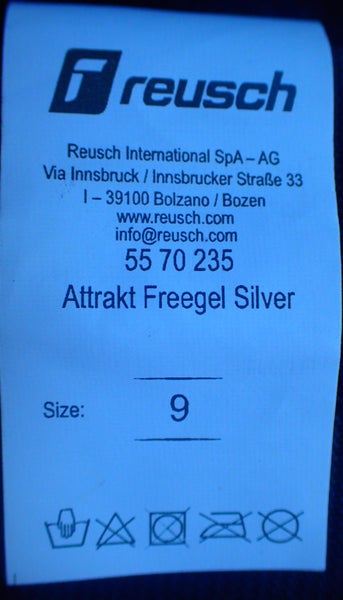 reusch
Reusch International SpA – AG
Via Innsbruck / Innsbrucker Straße 33
I – 39100 Bolzano / Bozen
www.reusch.com
info@reusch.com
55 70 235
Attrakt Freegel Silver
Size: 9